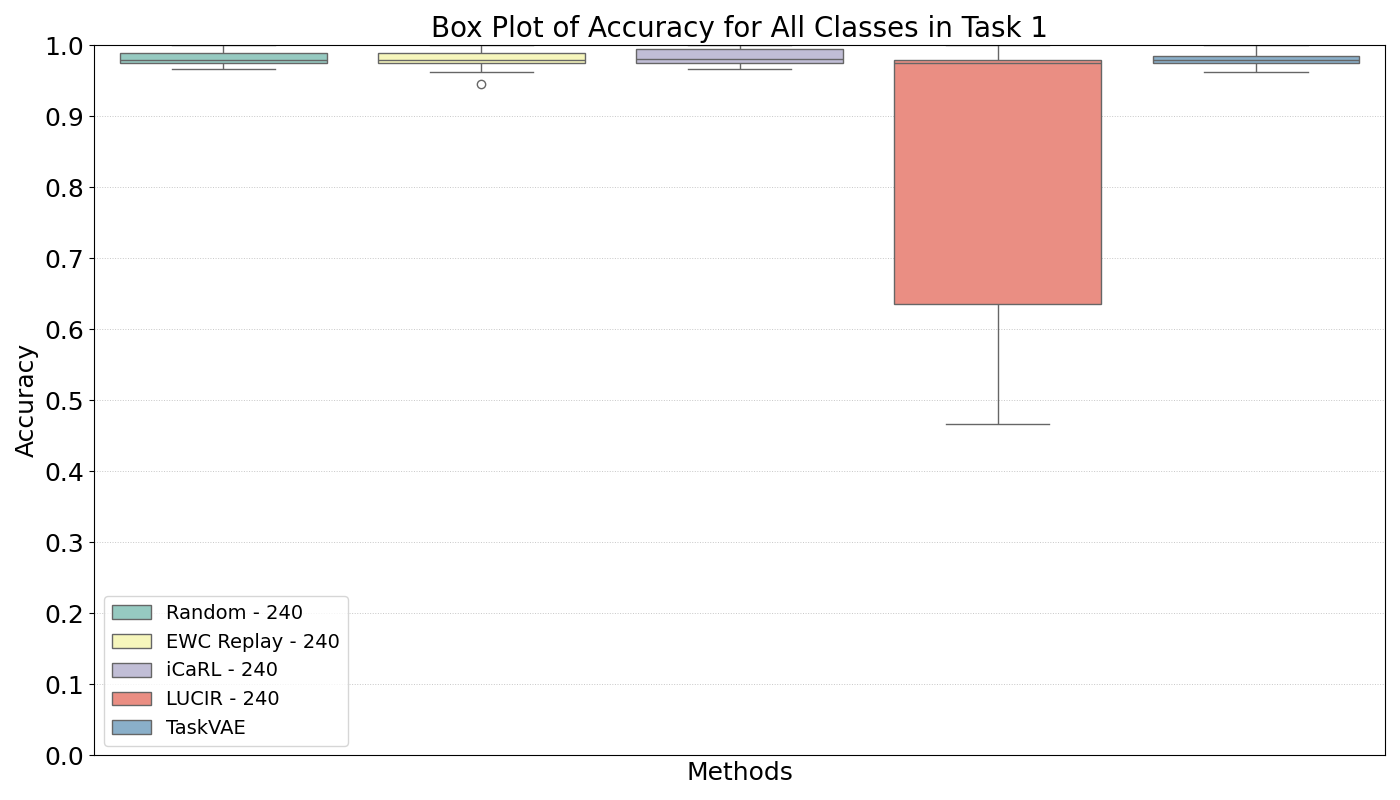 Box Plot of Accuracy for All Classes in Task 1
1.0
0.9
0.8
0.7
0.6
0.5
0.4
0.3
0.2
0.1
0.0
Accuracy
Random - 240
EWC Replay - 240
iCaRL - 240
LUCIR - 240
TaskVAE
Methods